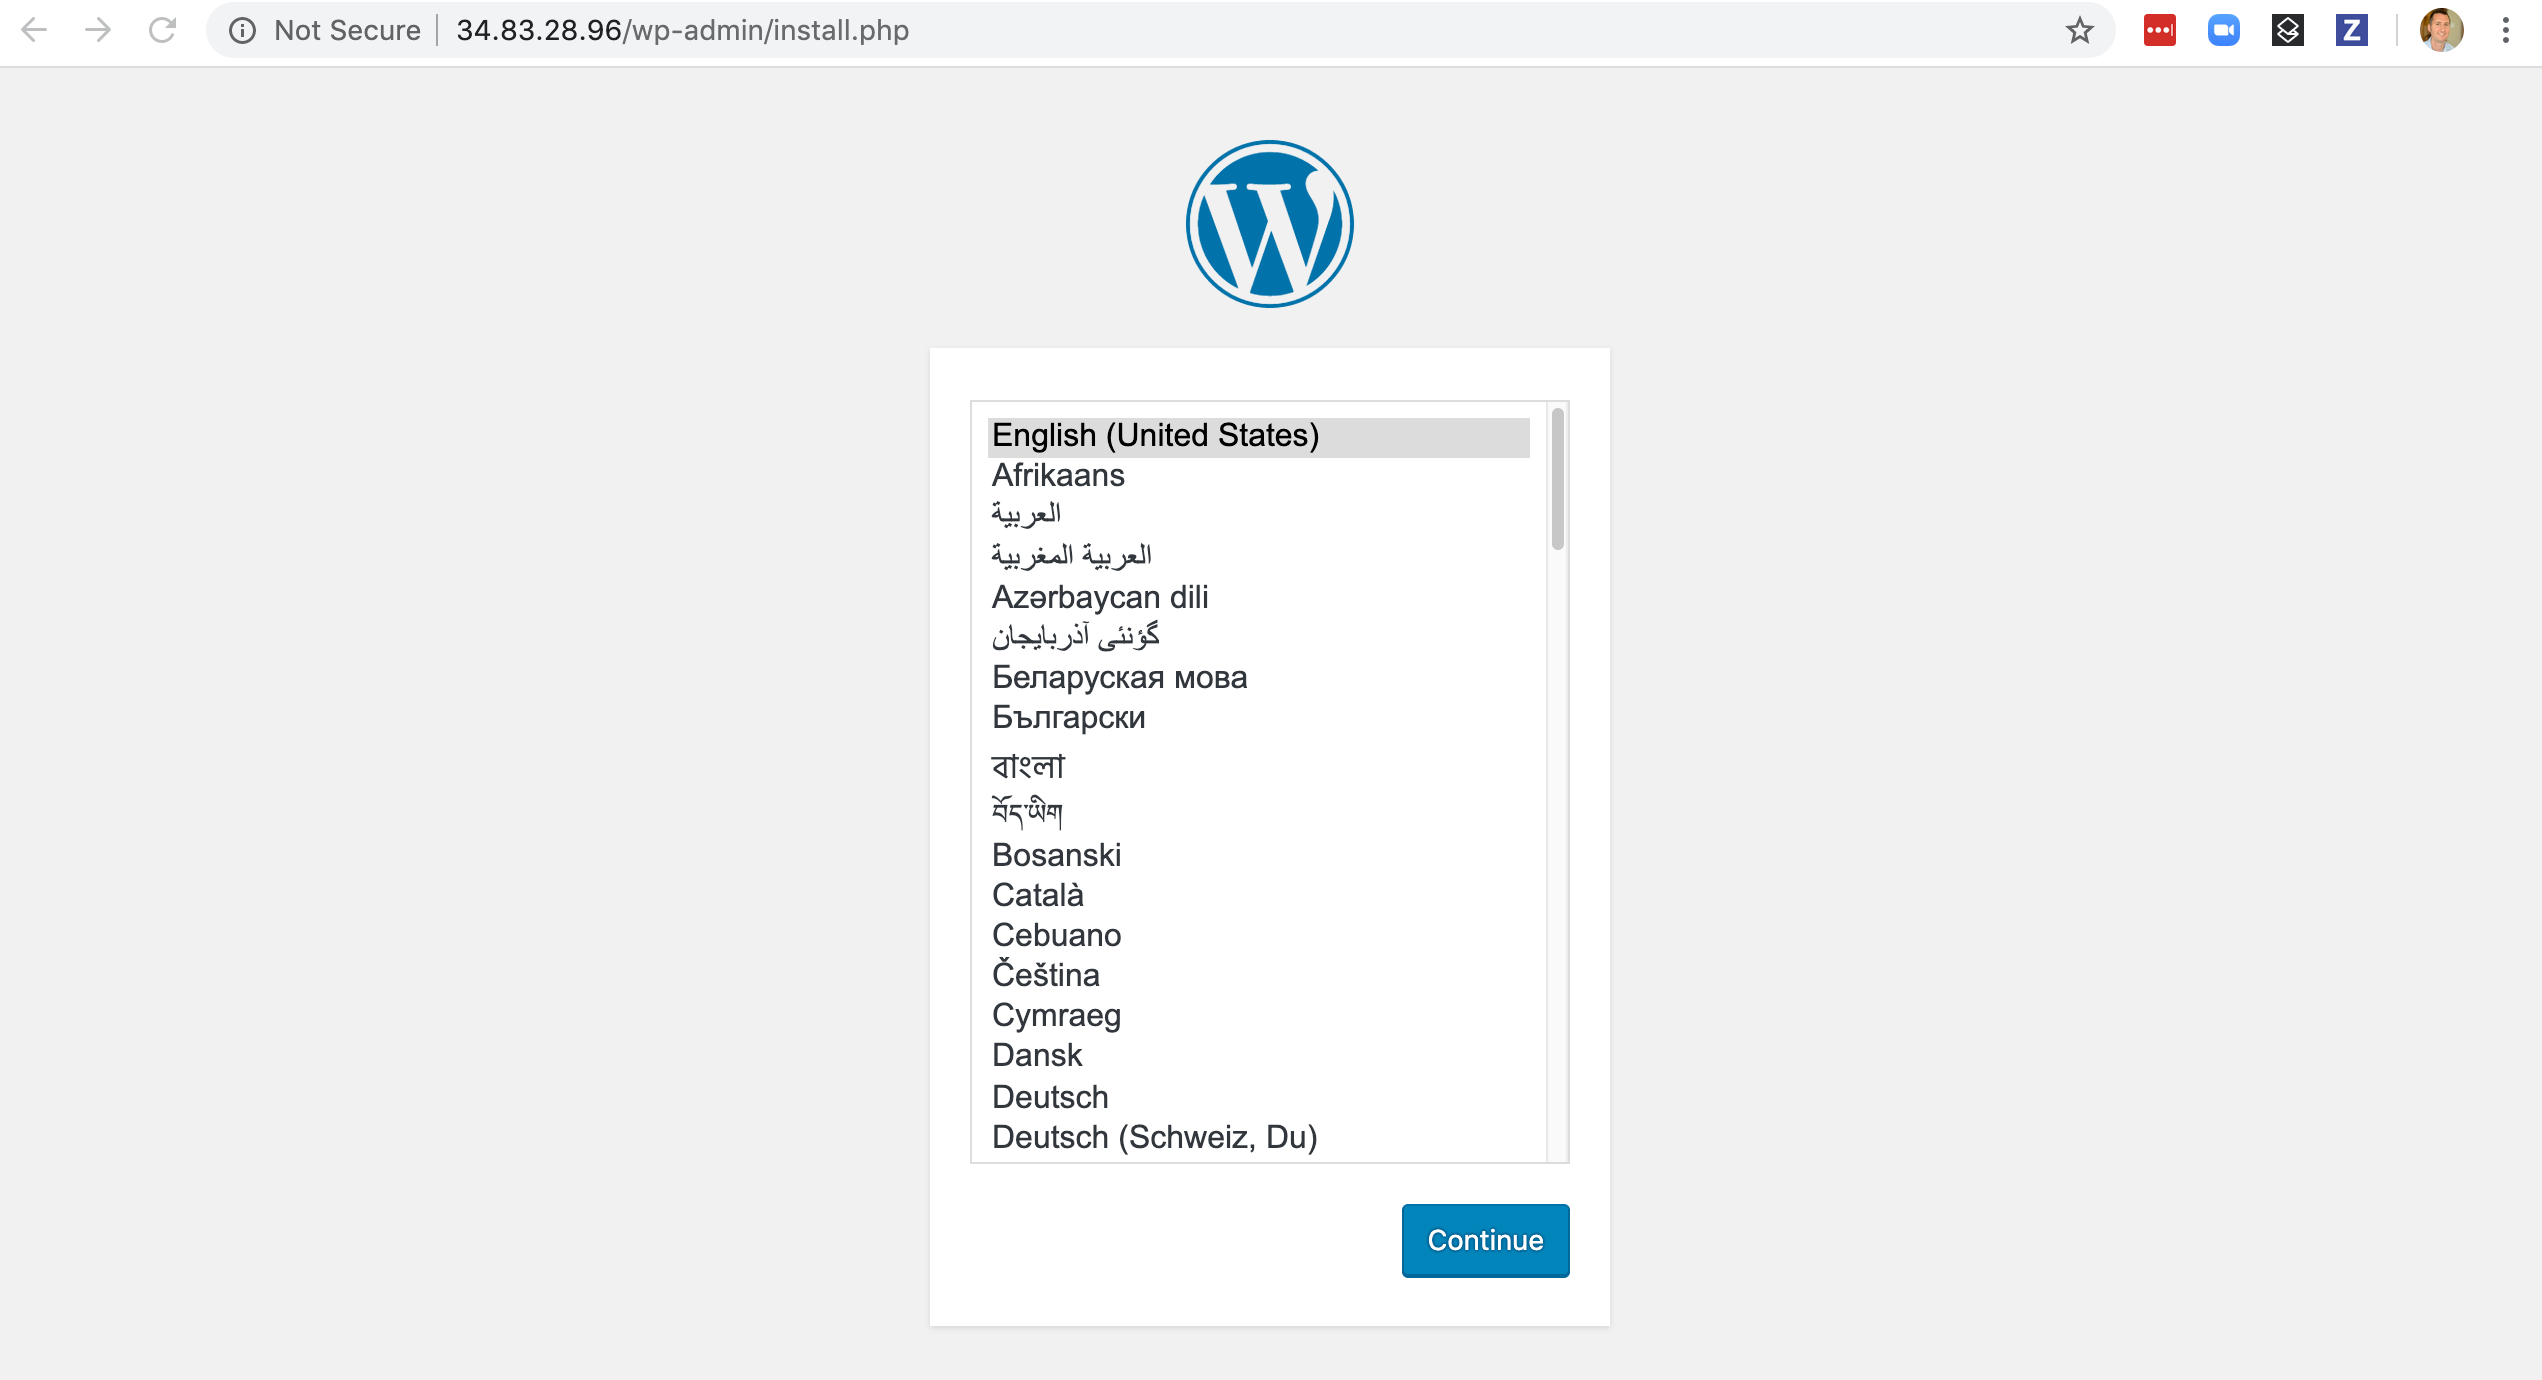 Not Secure 34.83.28.96/wp-admin/install.php
English (United States)
Afrikaans
العربية
العربية المغربية
Azərbaycan dili
گؤنئی آذربایجان
Беларуская мова
Български
বাংলা
བོད་ཡིག
Bosanski
Català
Cebuano
Čeština
Cymraeg
Dansk
Deutsch
Deutsch (Schweiz, Du)
Continue